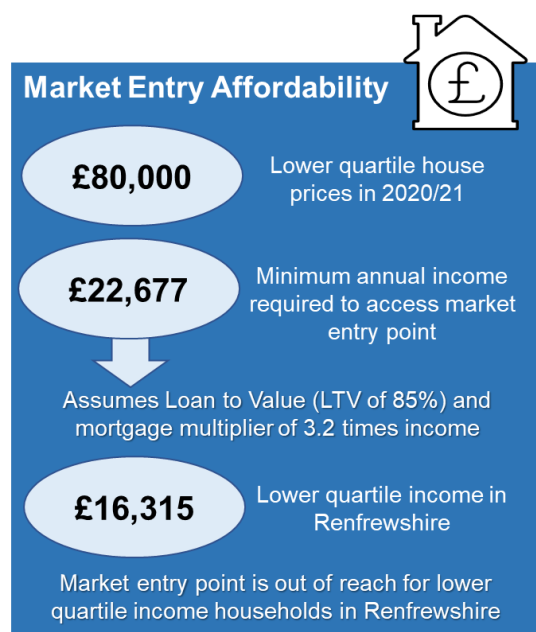 £
Market Entry Affordability
£80,000
Lower quartile house
prices in 2020/21
£22,677
Minimum annual income
required to access market
entry point
Assumes Loan to Value (LTV of 85%) and
mortgage multiplier of 3.2 times income
£16,315
Lower quartile income in
Renfrewshire
Market entry point is out of reach for lower
quartile income households in Renfrewshire